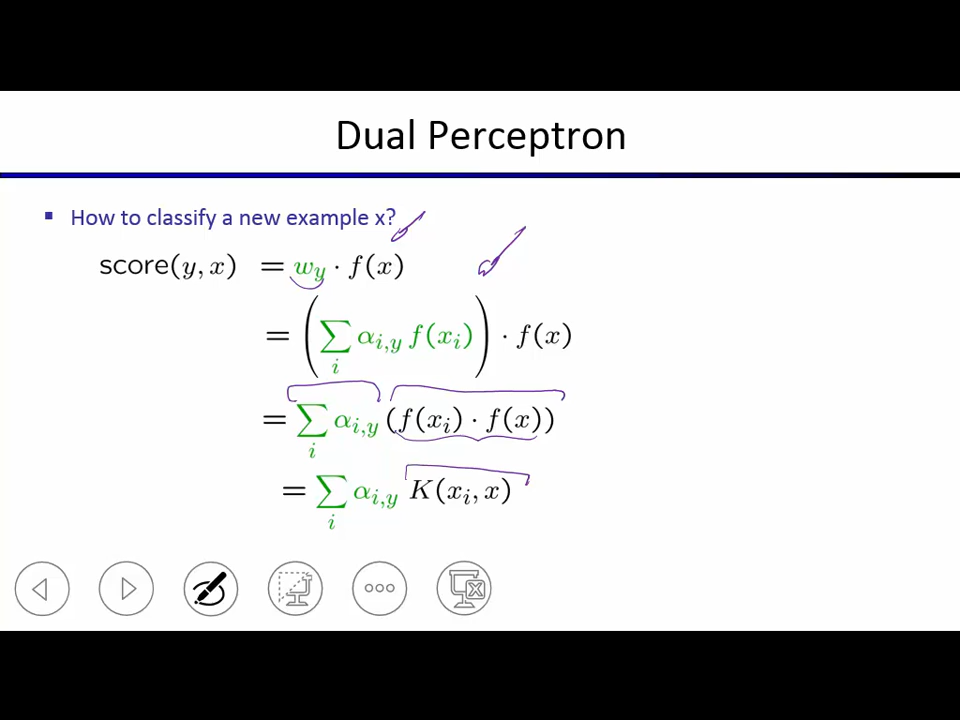 Dual Perceptron
▪ How to classify a new example x?
score(y, x) = w_y · f(x)
= (∑_i α_{i,y} f(x_i)) · f(x)
= ∑_i α_{i,y} (f(x_i) · f(x))
= ∑_i α_{i,y} K(x_i, x)